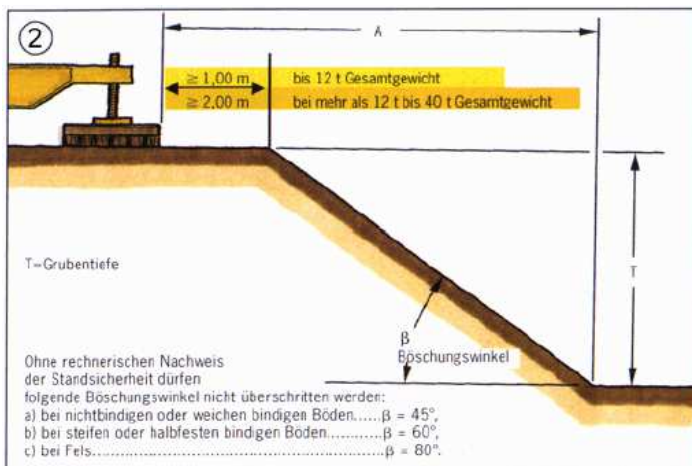 2
A
≥ 1,00 m bis 12 t Gesamtgewicht
≥ 2,00 m bei mehr als 12 t bis 40 t Gesamtgewicht
T=Grubentiefe
T
β
Böschungswinkel
Ohne rechnerischen Nachweis
der Standsicherheit dürfen
folgende Böschungswinkel nicht überschritten werden:
a) bei nichtbindigen oder weichen bindigen Böden.....β = 45°,
b) bei steifen oder halbfesten bindigen Böden...........β = 60°,
c) bei Fels..........................................................β = 80°.